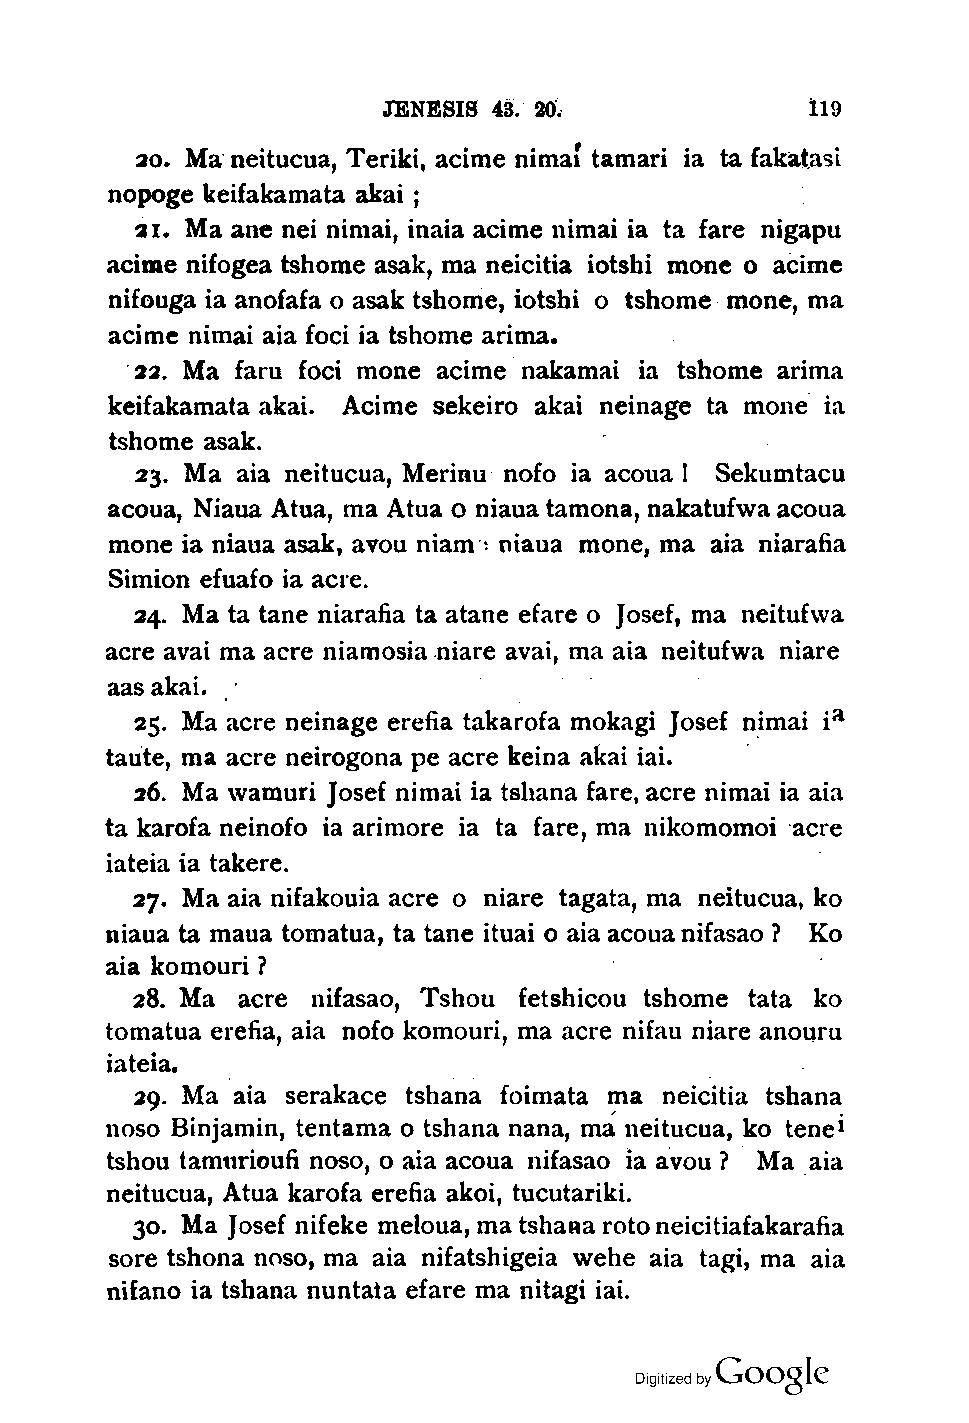 JENESIS 43. 20. 119
20. Ma neitucua, Teriki, acime nimai tamari ia ta fakatasi
nopoge keifakamata akai ;
21. Ma ane nei nimai, inaia acime nimai ia ta fare nigapu
acime nifogea tshome asak, ma neicitia iotshi mone o acime
nifouga ia anofafa o asak tshome, iotshi o tshome mone, ma
acime nimai aia foci ia tshome arima.
22. Ma faru foci mone acime nakamai ia tshome arima
keifakamata akai. Acime sekeiro akai neinage ta mone ia
tshome asak.
23. Ma aia neitucua, Merinu nofo ia acoua ! Sekumtacu
acoua, Niaua Atua, ma Atua o niaua tamona, nakatufwa acoua
mone ia niaua asak, avou niam : niaua mone, ma aia niarafia
Simion efuafo ia acre.
24. Ma ta tane niarafia ta atane efare o Josef, ma neitufwa
acre avai ma acre niamosia niare avai, ma aia neitufwa niare
aas akai.
25. Ma acre neinage erefia takarofa mokagi Josef nimai ia
taute, ma acre neirogona pe acre keina akai iai.
26. Ma wamuri Josef nimai ia tshana fare, acre nimai ia aia
ta karofa neinofo ia arimore ia ta fare, ma nikomomoi acre
iateia ia takere.
27. Ma aia nifakouia acre o niare tagata, ma neitucua, ko
niaua ta maua tomatua, ta tane ituai o aia acoua nifasao ? Ko
aia komouri ?
28. Ma acre nifasao, Tshou fetshicou tshome tata ko
tomatua erefia, aia nofo komouri, ma acre nifau niare anouru
iateia.
29. Ma aia serakace tshana foimata ma neicitia tshana
noso Binjamin, tentama o tshana nana, ma neitucua, ko tenei
tshou tamurioufi noso, o aia acoua nifasao ia avou ? Ma aia
neitucua, Atua karofa erefia akoi, tucutariki.
30. Ma Josef nifeke meloua, ma tshana roto neicitiafakarafia
sore tshona noso, ma aia nifatshigeia wehe aia tagi, ma aia
nifano ia tshana nuntata efare ma nitagi iai.
Digitized by Google